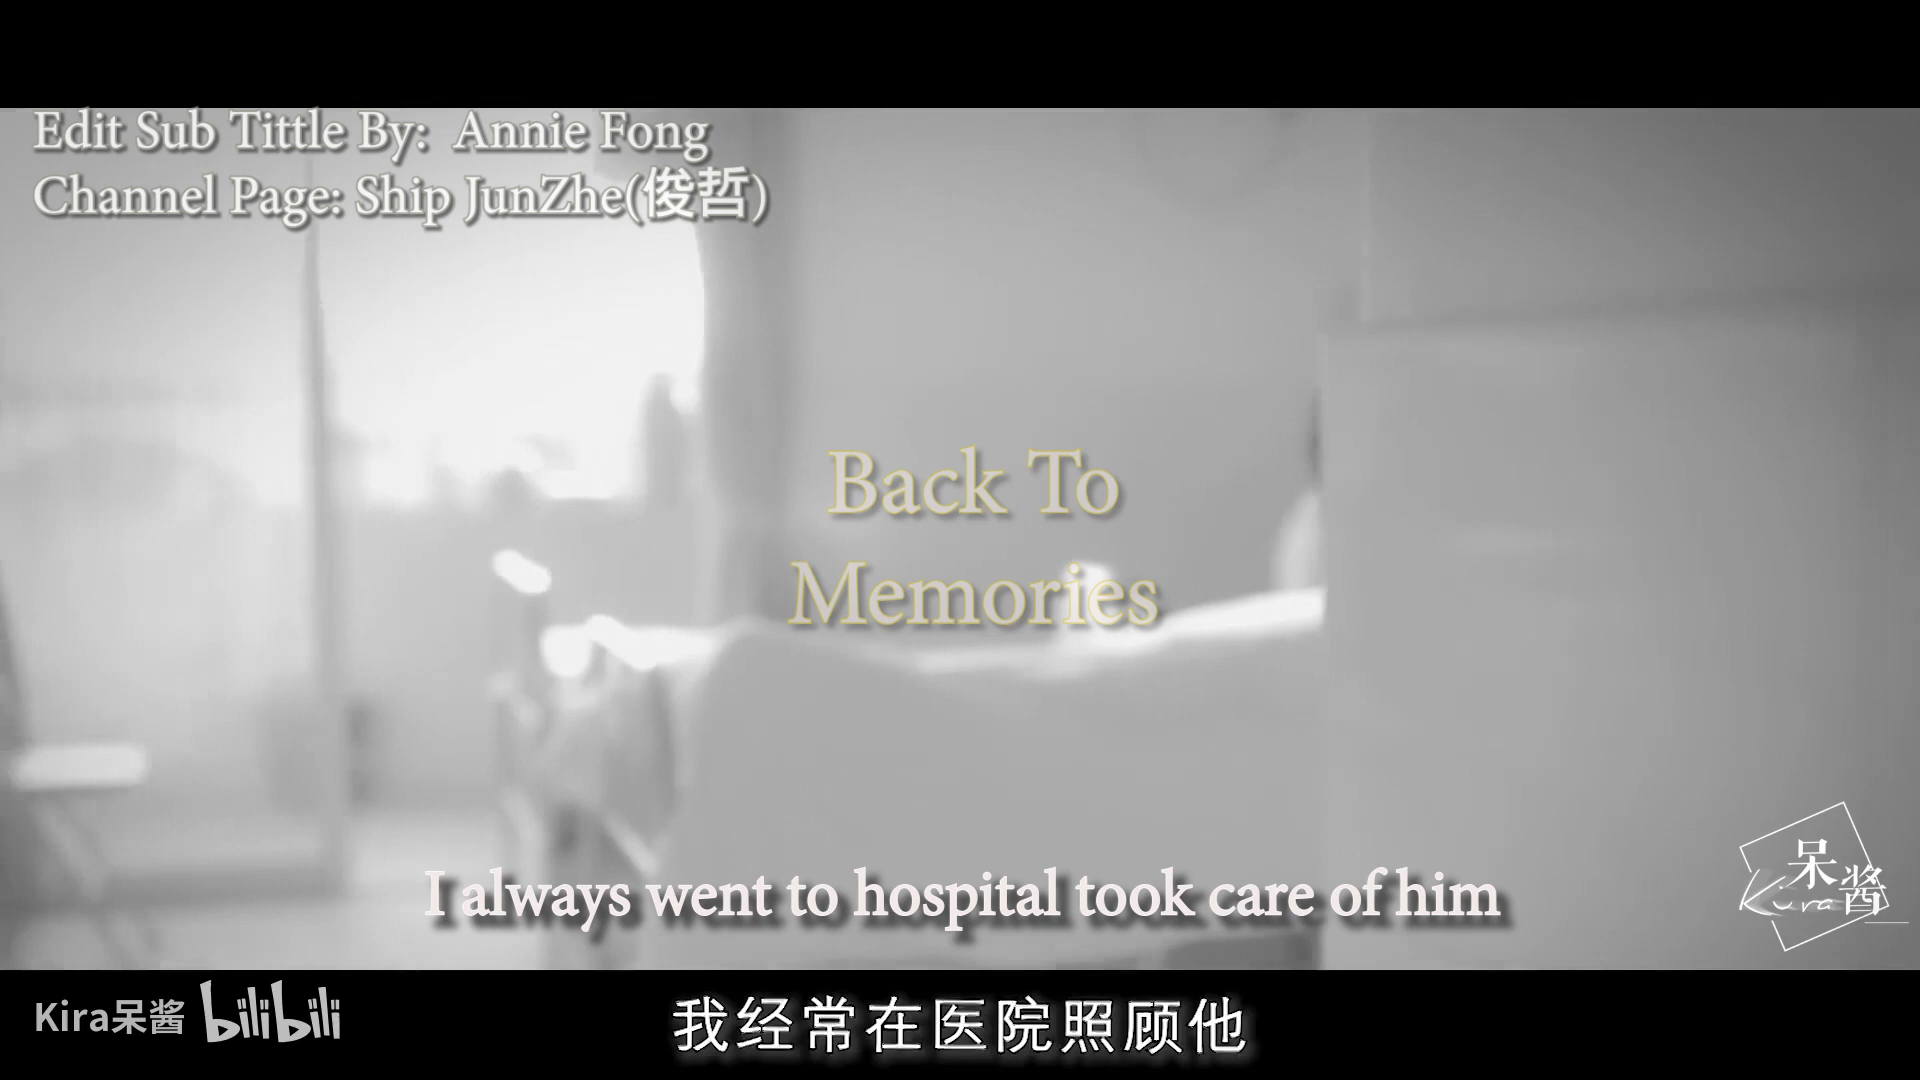 Edit Sub Tittle By: Annie Fong
Channel Page: Ship JunZhe(俊哲)
Back To
Memories
I always went to hospital took care of him
呆酱
Kira
Kira呆酱 bilibili
我经常在医院照顾他